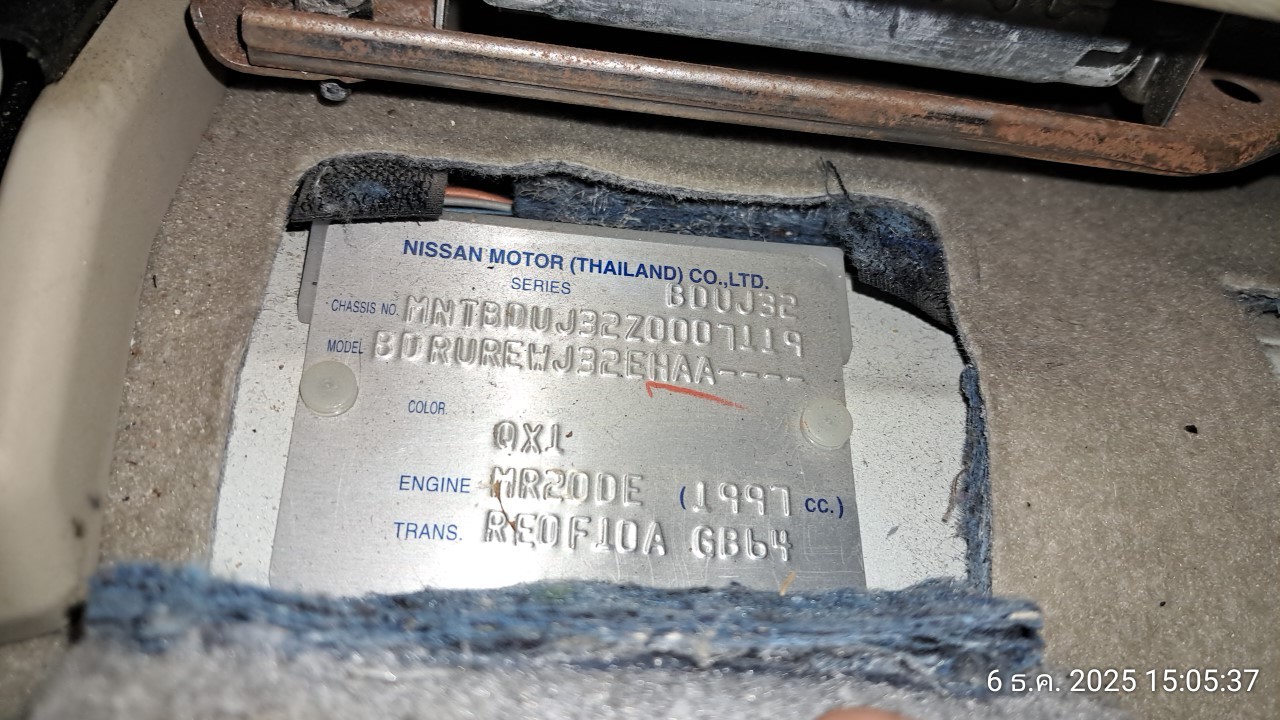 NISSAN MOTOR (THAILAND) CO.,LTD.
SERIES BDUJ32
CHASSIS NO. MNTBDUJ32Z0007119
MODEL BDRUREWJ32EHAA----
COLOR. QX1
ENGINE MR20DE (1997 CC.)
TRANS. RE0F10A GB64
6 ธ.ค. 2025 15:05:37